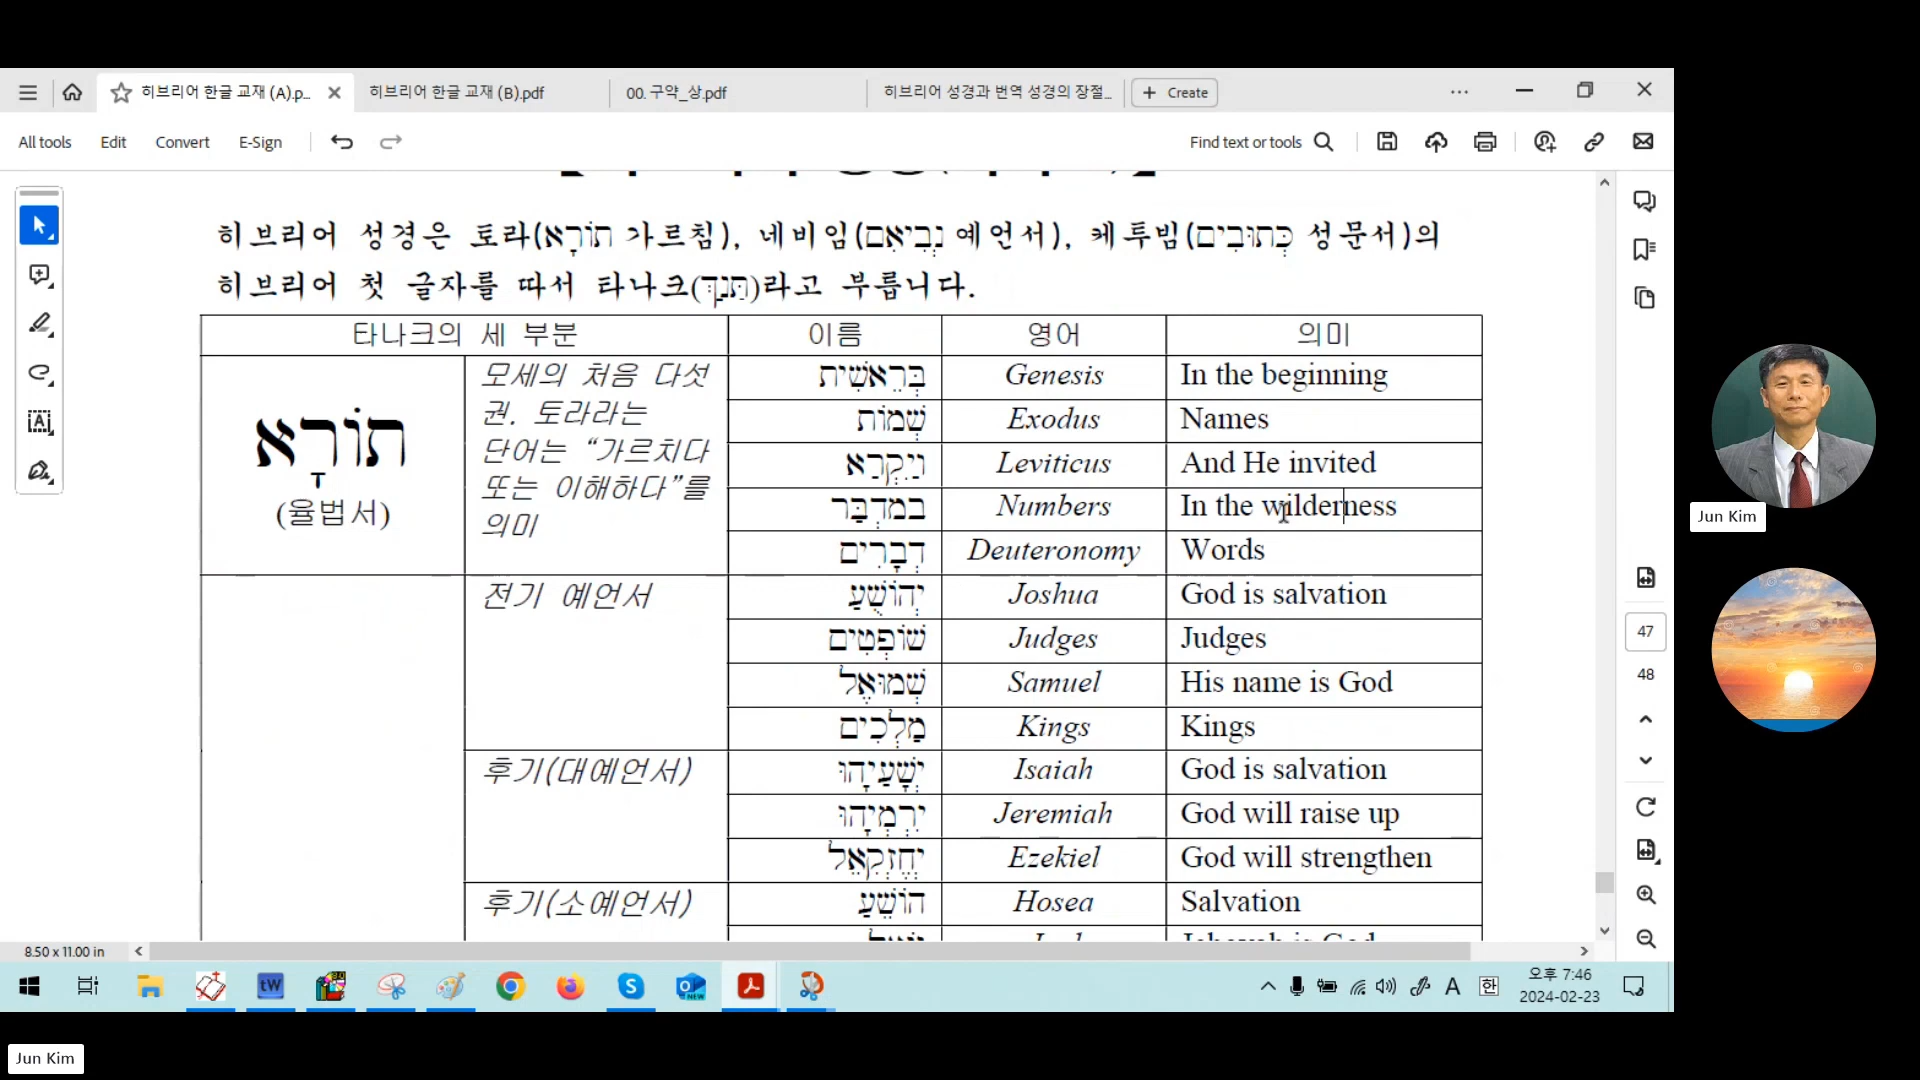 히브리어 한글 교재 (A).p...
히브리어 한글 교재 (B).pdf
00. 구약_상.pdf
히브리어 성경과 번역 성경의 장절...
Create
All tools
Edit
Convert
E-Sign
Find text or tools
히브리어 성경은 토라(תוֹרָא 가르침), 네비임(נְבִיאִם 예언서), 케투빔(כְּתוּבִים 성문서)의
히브리어 첫 글자를 따서 타나크(תַּנַךְ)라고 부릅니다.
타나크의 세 부분 이름 영어 의미
תוֹרָא
(율법서)
모세의 처음 다섯
권. 토라라는
단어는 “가르치다
또는 이해하다”를
의미
בְּרֵאשִׁית Genesis In the beginning
שְׁמוֹת Exodus Names
וַיִּקְרַא Leviticus And He invited
במדְבַּר Numbers In the wilderness
דְבָרִים Deuteronomy Words
전기 예언서
יְהוֹשֻׁעַ Joshua God is salvation
שׁוֹפְטִים Judges Judges
שְׁמוּאֶל Samuel His name is God
מַלְכִים Kings Kings
후기(대예언서)
יְשָׁעַיָהוּ Isaiah God is salvation
יִרְמְיָהוּ Jeremiah God will raise up
יְחֶזְקִאֵל Ezekiel God will strengthen
후기(소예언서)
הוֹשֵׁעַ Hosea Salvation
47
48
8.50 x 11.00 in
tW
A
한
오후 7:46
2024-02-23
NEW
Jun Kim
Jun Kim